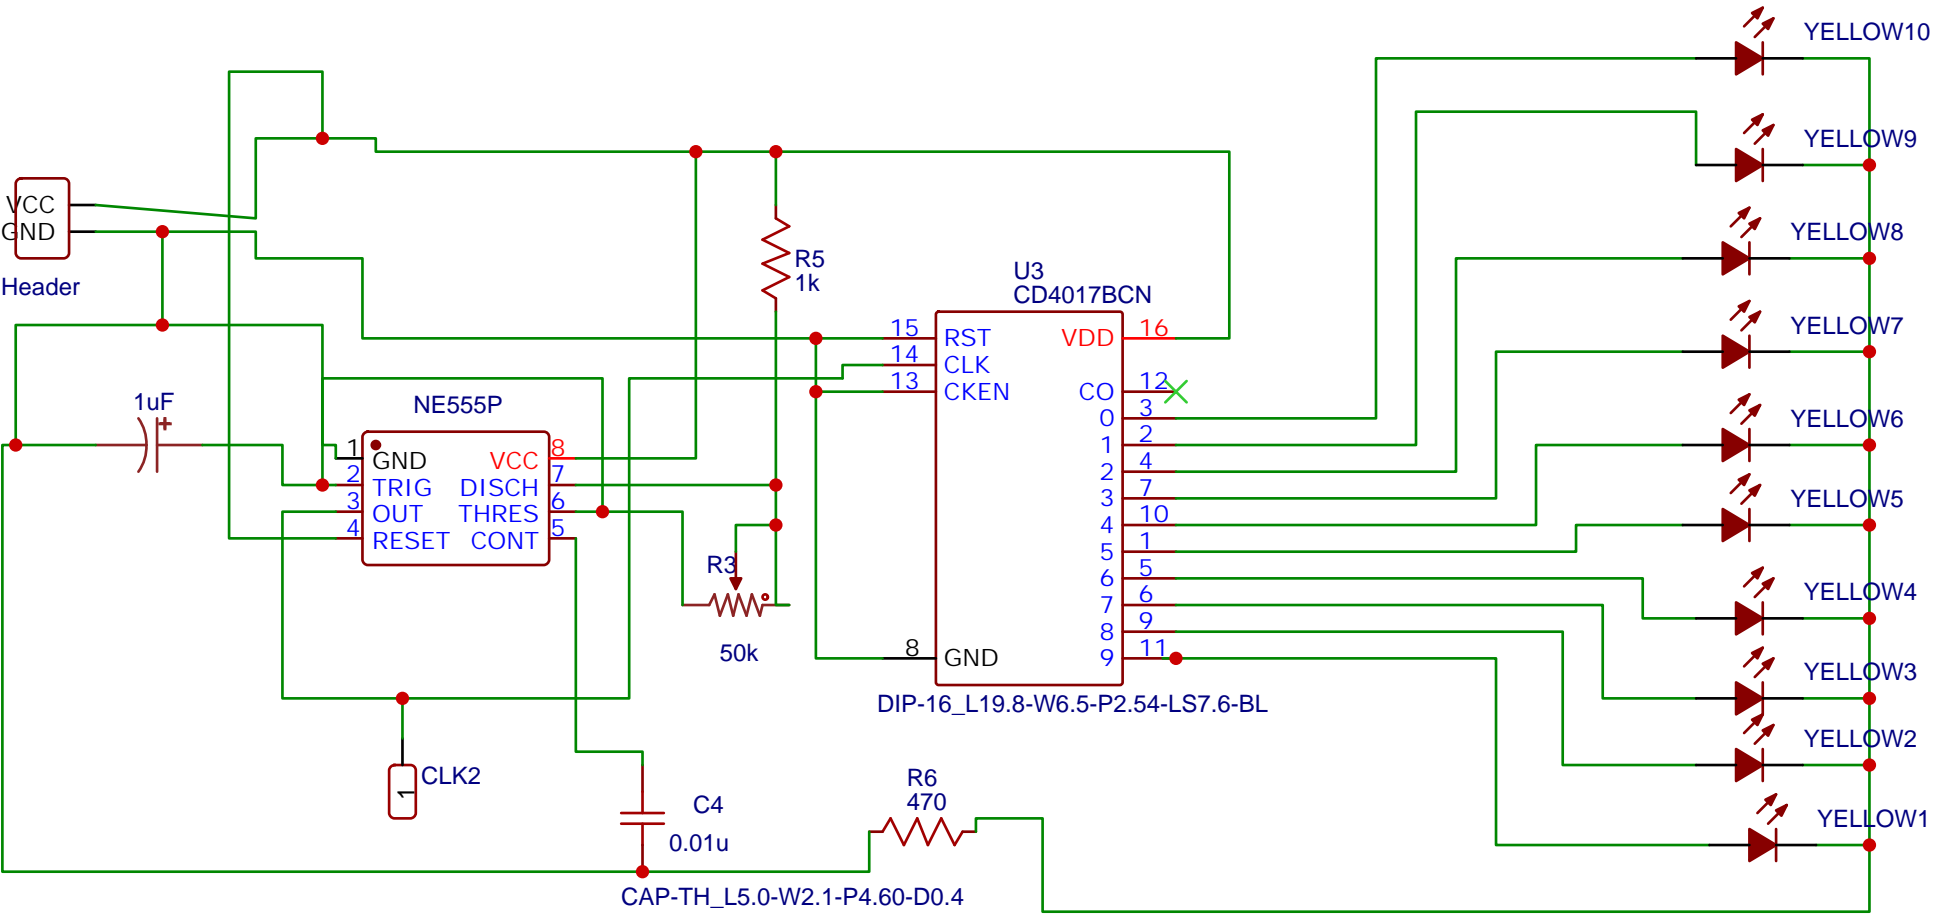 YELLOW10
YELLOW9
VCC
GND
Header
YELLOW8
R5
1k
U3
CD4017BCN
YELLOW7
15 RST VDD 16
14 CLK
13 CKEN CO 12
0 3
1 2
2 4
3 7
4 10
5 1
6 5
7 6
8 9
8 GND 9 11
DIP-16_L19.8-W6.5-P2.54-LS7.6-BL
1uF
NE555P
1 GND VCC 8
2 TRIG DISCH 7
3 OUT THRES 6
4 RESET CONT 5
YELLOW6
YELLOW5
R3
50k
YELLOW4
YELLOW3
YELLOW2
YELLOW1
CLK2
1
C4
0.01u
R6
470
CAP-TH_L5.0-W2.1-P4.60-D0.4